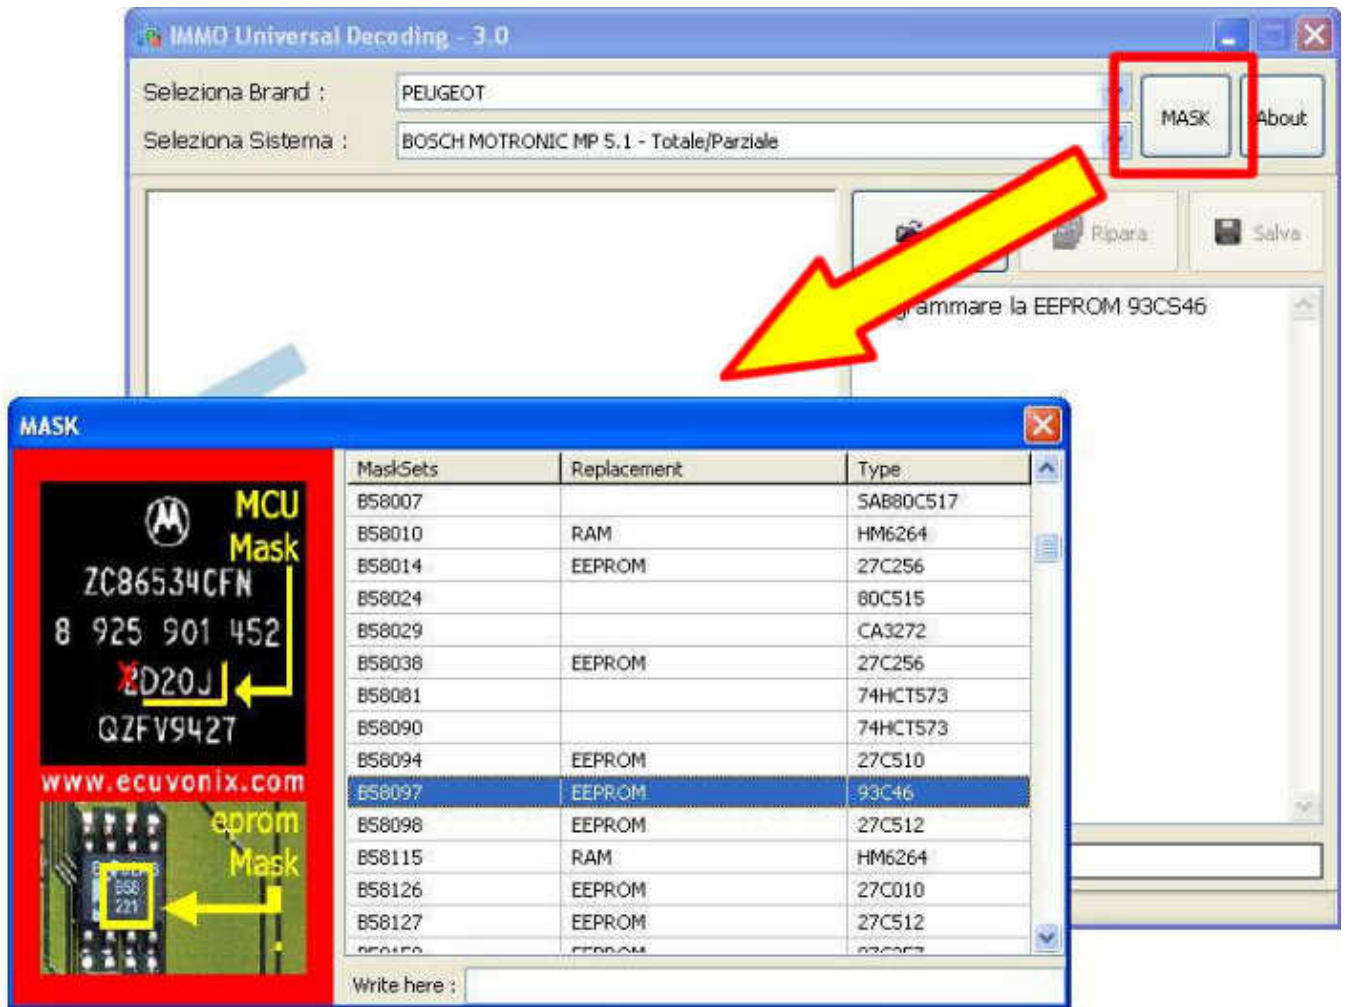 IMMO Universal Decoding - 3.0
Seleziona Brand :
PEUGEOT
MASK
About
Seleziona Sistema :
BOSCH MOTRONIC MP 5.1 - Totale/Parziale
Ripara
Salva
la EEPROM 93CS46
MASK
MCU
Mask
ZC86534CFN
8 925 901 452
2D20J
QZFV9427
www.ecuvonix.com
eprom
Mask
B58
221
MaskSets Replacement Type
B58007 SAB80C517
B58010 RAM HM6264
B58014 EEPROM 27C256
B58024 80C515
B58029 CA3272
B58038 EEPROM 27C256
B58081 74HCT573
B58090 74HCT573
B58094 EEPROM 27C510
B58097 EEPROM 93C46
B58098 EEPROM 27C512
B58115 RAM HM6264
B58126 EEPROM 27C010
B58127 EEPROM 27C512
Write here :